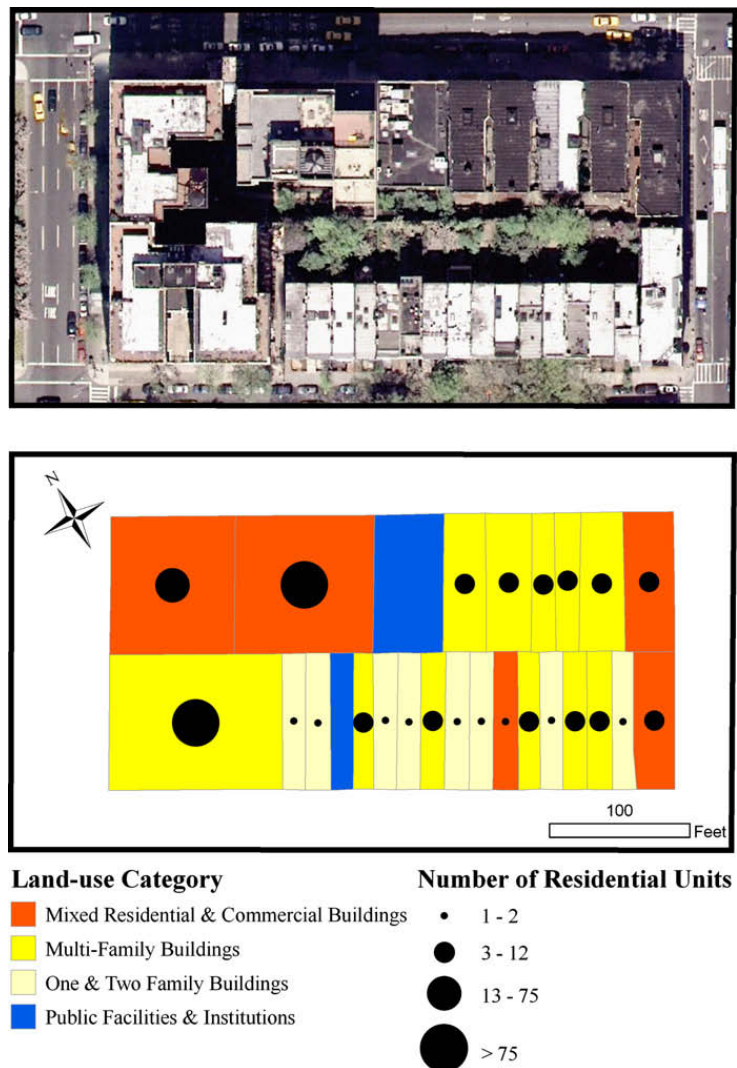 N
100
Feet
Land-use Category
Mixed Residential & Commercial Buildings
Multi-Family Buildings
One & Two Family Buildings
Public Facilities & Institutions
Number of Residential Units
1 - 2
3 - 12
13 - 75
> 75